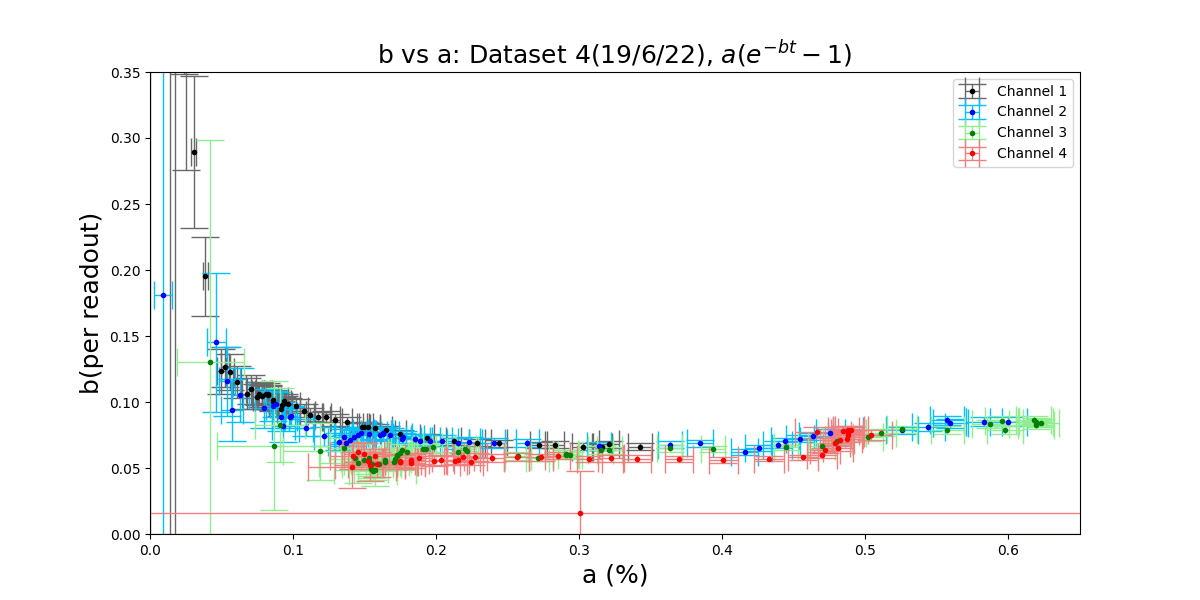 b vs a: Dataset 4(19/6/22), $a(e^{-bt} - 1)$
Channel 1
Channel 2
Channel 3
Channel 4
b(per readout)
0.35
0.30
0.25
0.20
0.15
0.10
0.05
0.00
0.0 0.1 0.2 0.3 0.4 0.5 0.6
a (%)